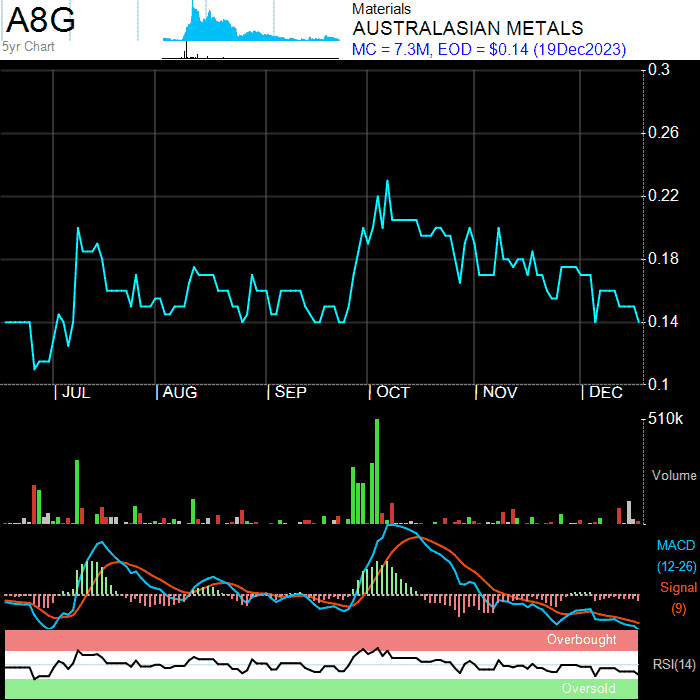 A8G
5yr Chart
Materials
AUSTRALASIAN METALS
MC = 7.3M, EOD = $0.14 (19Dec2023)
0.3
0.26
0.22
0.18
0.14
0.1
| JUL | AUG | SEP | OCT | NOV | DEC
510k
Volume
MACD
(12-26)
Signal
(9)
Overbought
RSI(14)
Oversold